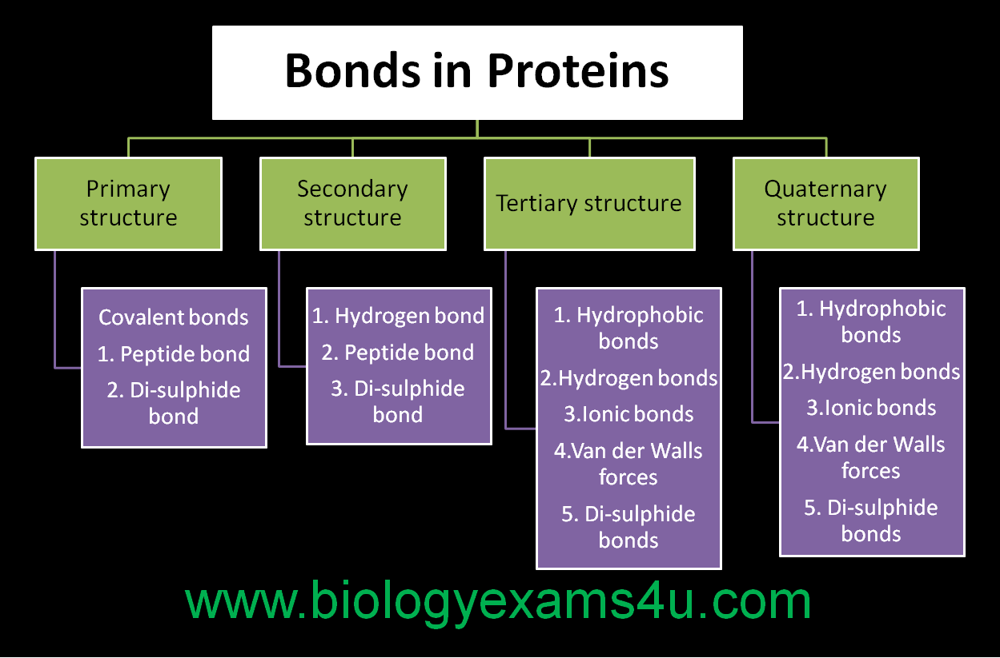 Bonds in Proteins
Primary
structure
Covalent bonds
1. Peptide bond
2. Di-sulphide
bond
Secondary
structure
1. Hydrogen bond
2. Peptide bond
3. Di-sulphide
bond
Tertiary structure
1. Hydrophobic
bonds
2.Hydrogen bonds
3.Ionic bonds
4.Van der Walls
forces
5. Di-sulphide
bonds
Quaternary
structure
1. Hydrophobic
bonds
2.Hydrogen bonds
3.Ionic bonds
4.Van der Walls
forces
5. Di-sulphide
bonds
www.biologyexams4u.com